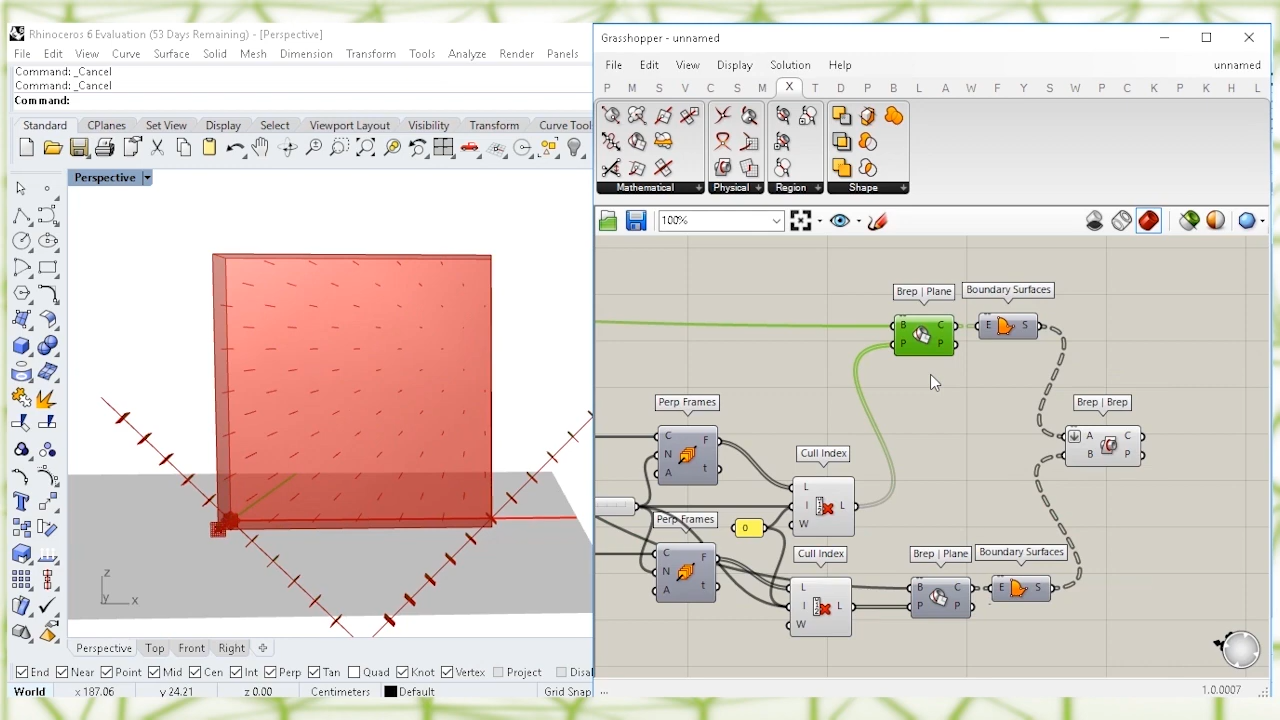 Rhinoceros 6 Evaluation (53 Days Remaining) - [Perspective]
File Edit View Curve Surface Solid Mesh Dimension Transform Tools Analyze Render Panels
Command: _Cancel
Command: _Cancel
Command:
Standard CPlanes Set View Display Select Viewport Layout Visibility Transform Curve Tool
Perspective
z
y x
Perspective Top Front Right
End Near Point Mid Cen Int Perp Tan Quad Knot Vertex Project Disa
World x 187.06 y 24.21 z 0.00 Centimeters Default Grid Snap
Grasshopper - unnamed
File Edit View Display Solution Help unnamed
P M S V C S M X T D P B L A W F T S W P C K K H L
Mathematical Physical Region Shape
100%
Brep | Plane Boundary Surfaces
B C E S
P P
Perp Frames Brep | Brep
C F A C
N B P
A t
Cull Index
L
I L
W
Perp Frames 0
C F
N
A t
Cull Index Brep | Plane Boundary Surfaces
L B C E S
I L P P
W
... 1.0.0007